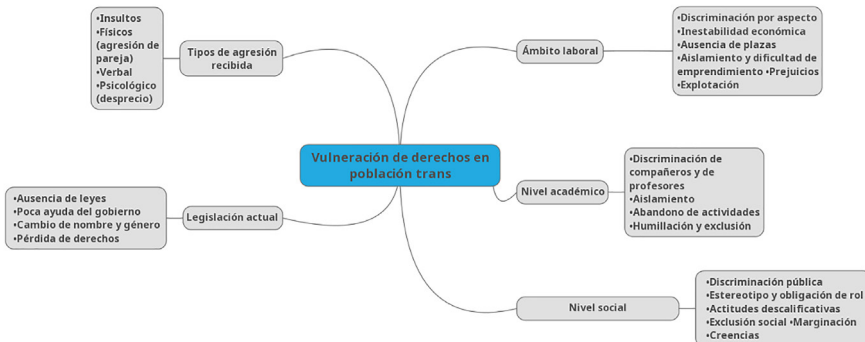 •Insultos
•Físicos
(agresión de
pareja)
•Verbal
•Psicológico
(desprecio)
Tipos de agresión
recibida
Ámbito laboral
•Discriminación por aspecto
•Inestabilidad económica
•Ausencia de plazas
•Aislamiento y dificultad de
emprendimiento •Prejuicios
•Explotación
Vulneración de derechos en
población trans
•Ausencia de leyes
•Poca ayuda del gobierno
•Cambio de nombre y género
•Pérdida de derechos
Legislación actual
Nivel académico
•Discriminación de
compañeros y de
profesores
•Aislamiento
•Abandono de actividades
•Humillación y exclusión
Nivel social
•Discriminación pública
•Estereotipo y obligación de rol
•Actitudes descalificativas
•Exclusión social •Marginación
•Creencias